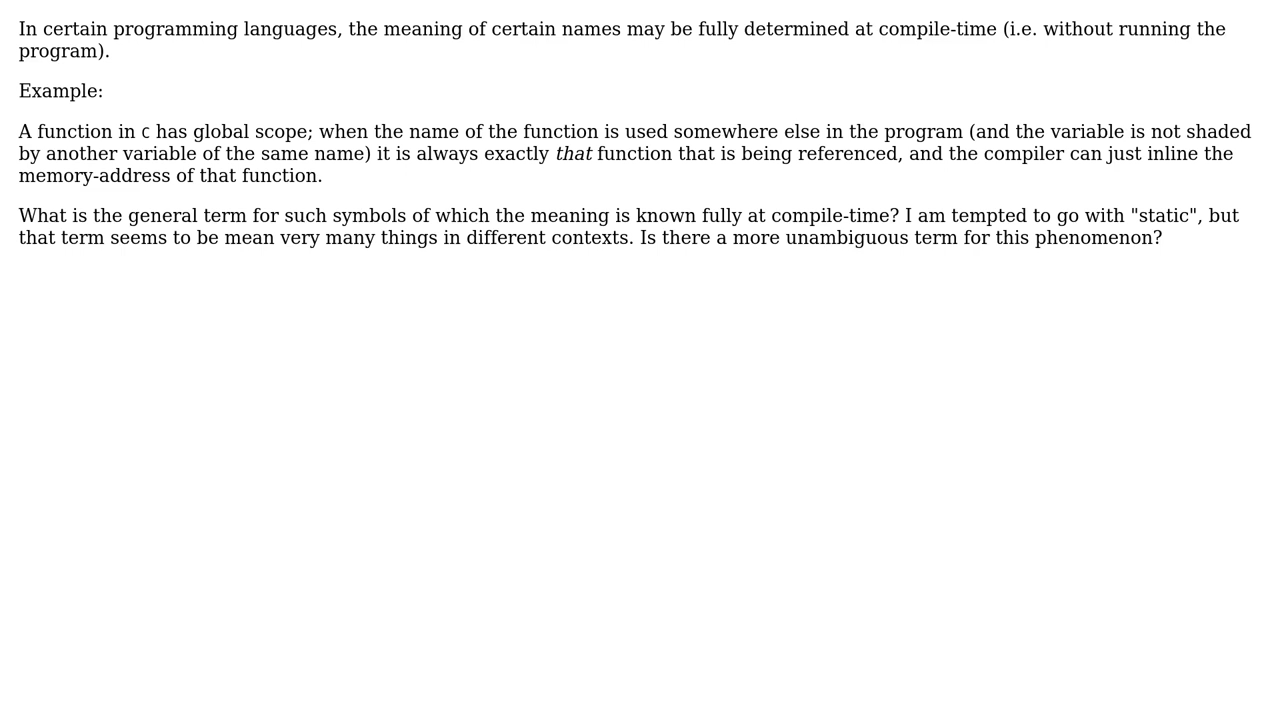 In certain programming languages, the meaning of certain names may be fully determined at compile-time (i.e. without running the
program).
Example:
A function in C has global scope; when the name of the function is used somewhere else in the program (and the variable is not shaded
by another variable of the same name) it is always exactly that function that is being referenced, and the compiler can just inline the
memory-address of that function.
What is the general term for such symbols of which the meaning is known fully at compile-time? I am tempted to go with "static", but
that term seems to be mean very many things in different contexts. Is there a more unambiguous term for this phenomenon?